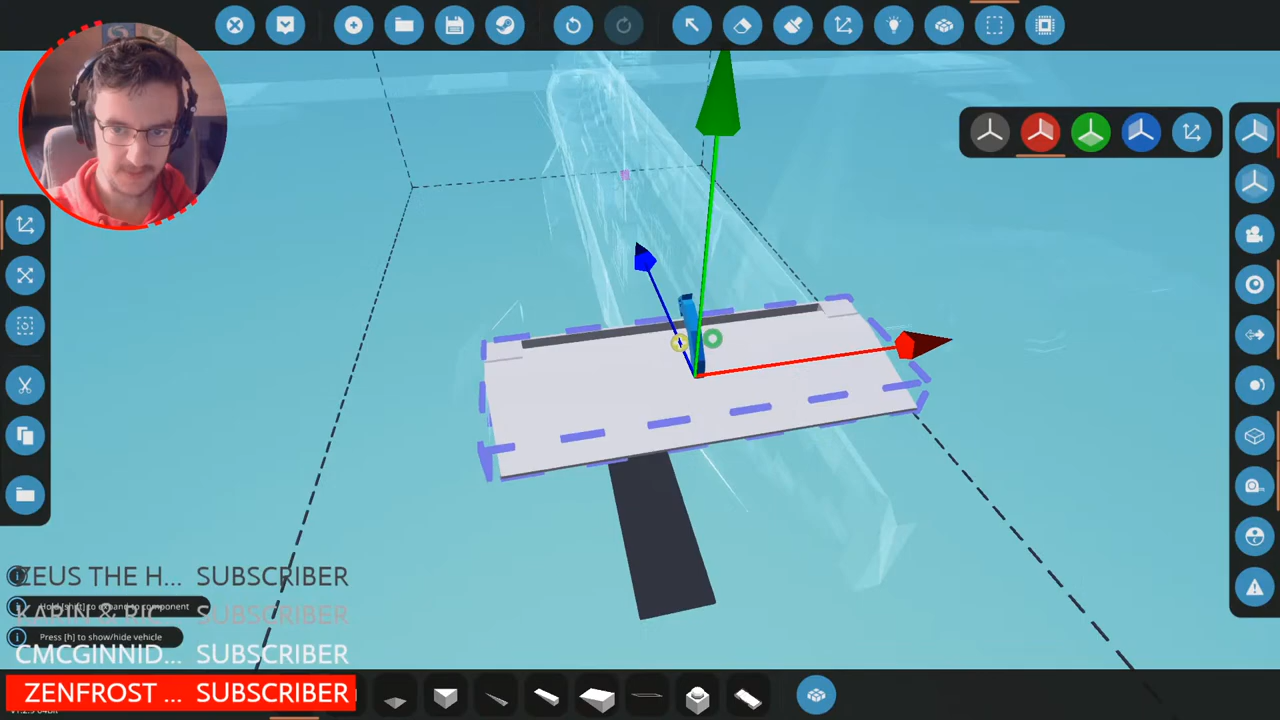 ZEUS THE H... SUBSCRIBER
Hold [shift] to expand to component
KARIN & RIC... SUBSCRIBER
Press [h] to show/hide vehicle
CMCGINNID... SUBSCRIBER
ZENFROST ... SUBSCRIBER